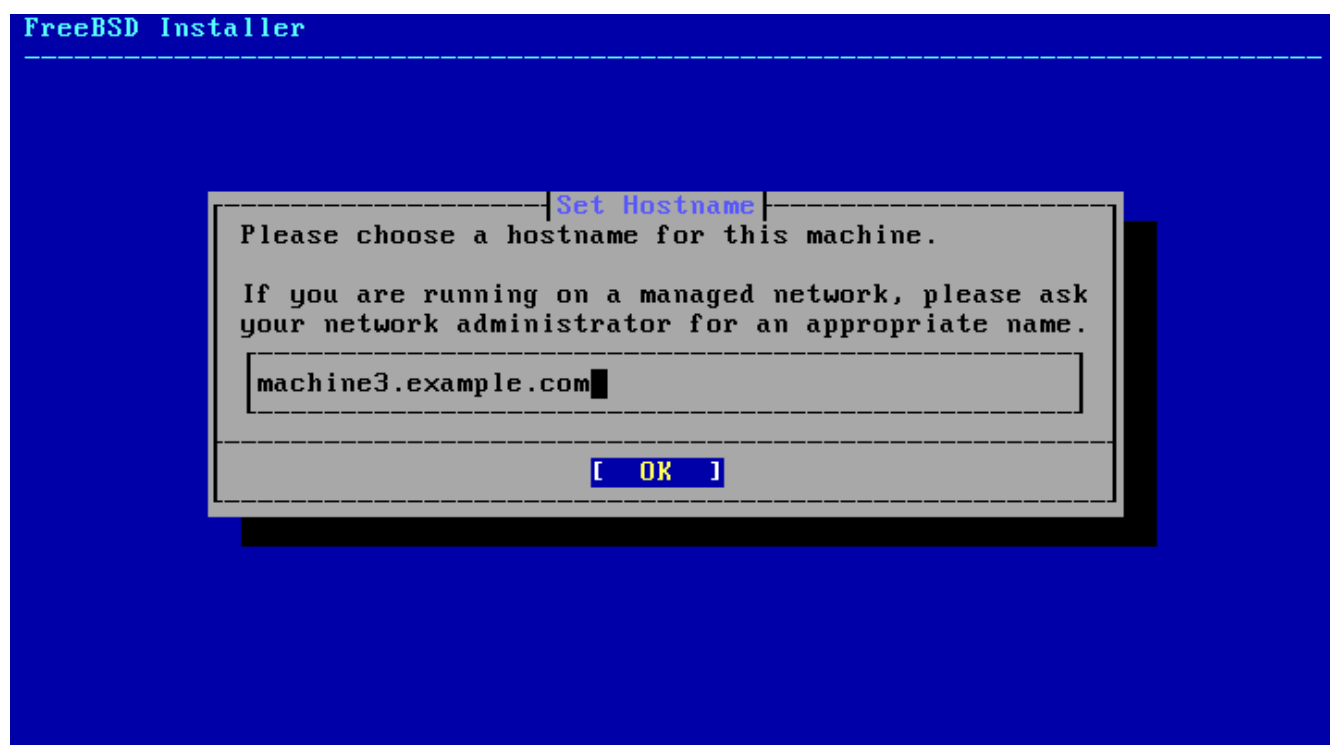 FreeBSD Installer
Set Hostname
Please choose a hostname for this machine.
If you are running on a managed network, please ask
your network administrator for an appropriate name.
machine3.example.com
[ OK ]